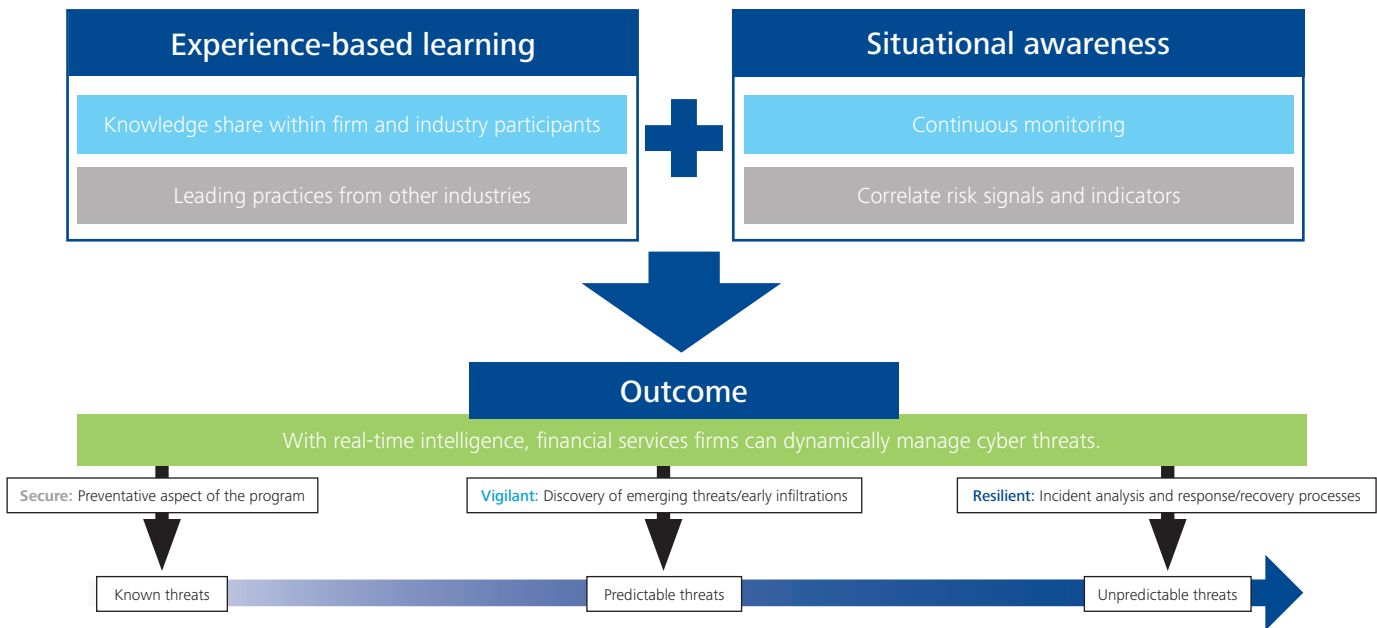 Experience-based learning
Situational awareness
Knowledge share within firm and industry participants
Continuous monitoring
Leading practices from other industries
Correlate risk signals and indicators
Outcome
With real-time intelligence, financial services firms can dynamically manage cyber threats.
Secure: Preventative aspect of the program
Vigilant: Discovery of emerging threats/early infiltrations
Resilient: Incident analysis and response/recovery processes
Known threats
Predictable threats
Unpredictable threats